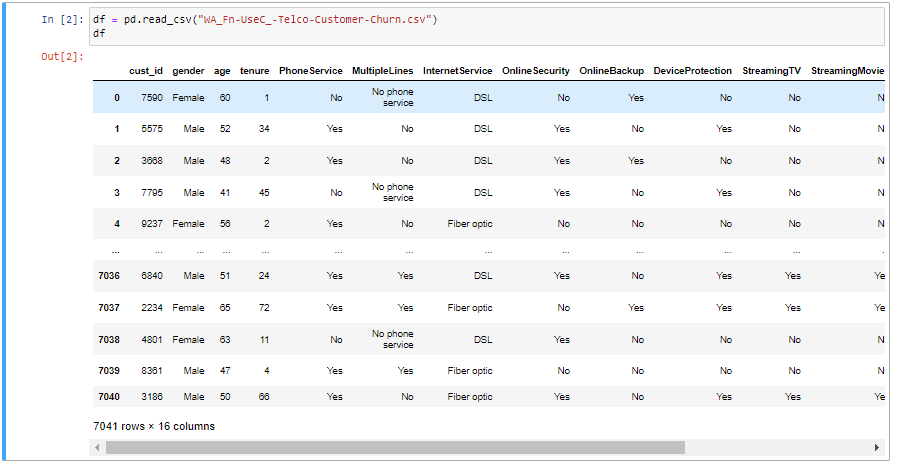 In [2]: df = pd.read_csv("WA_Fn-UseC_-Telco-Customer-Churn.csv")
df
Out[2]:
cust_id gender age tenure PhoneService MultipleLines InternetService OnlineSecurity OnlineBackup DeviceProtection StreamingTV StreamingMovie
0 7590 Female 60 1 No No phone service DSL No Yes No No N
1 5575 Male 52 34 Yes No DSL Yes No Yes No N
2 3668 Male 48 2 Yes No DSL Yes Yes No No N
3 7795 Male 41 45 No No phone service DSL Yes No Yes No N
4 9237 Female 56 2 Yes No Fiber optic No No No No N
... ... ... ... ... ... ... ... ... ... ... ... .
7036 6840 Male 51 24 Yes Yes DSL Yes No Yes Yes Ye
7037 2234 Female 65 72 Yes Yes Fiber optic No Yes Yes Yes Ye
7038 4801 Female 63 11 No No phone service DSL Yes No No No N
7039 8361 Male 47 4 Yes Yes Fiber optic No No No No N
7040 3186 Male 50 66 Yes No Fiber optic Yes No Yes Yes Ye
7041 rows × 16 columns